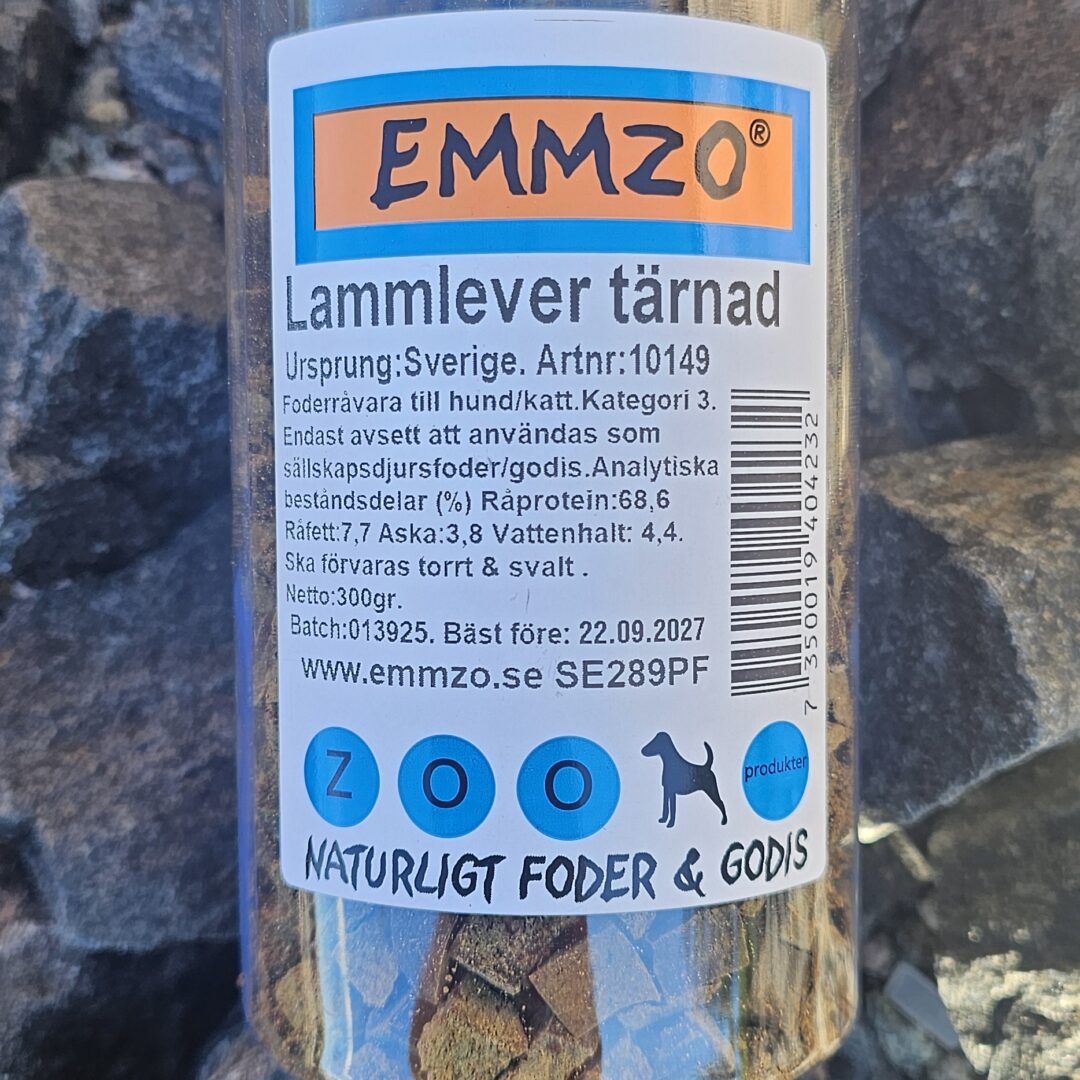 EMMZO®
Lammlever tärnad
Ursprung:Sverige. Artnr:10149
Foderråvara till hund/katt.Kategori 3.
Endast avsett att användas som
sällskapsdjursfoder/godis.Analytiska
beståndsdelar (%) Råprotein:68,6
Råfett:7,7 Aska:3,8 Vattenhalt: 4,4.
Ska förvaras torrt & svalt .
Netto:300gr.
Batch:013925. Bäst före: 22.09.2027
www.emmzo.se SE289PF
7 350019 404232
ZOO produkter
NATURLIGT FODER & GODIS